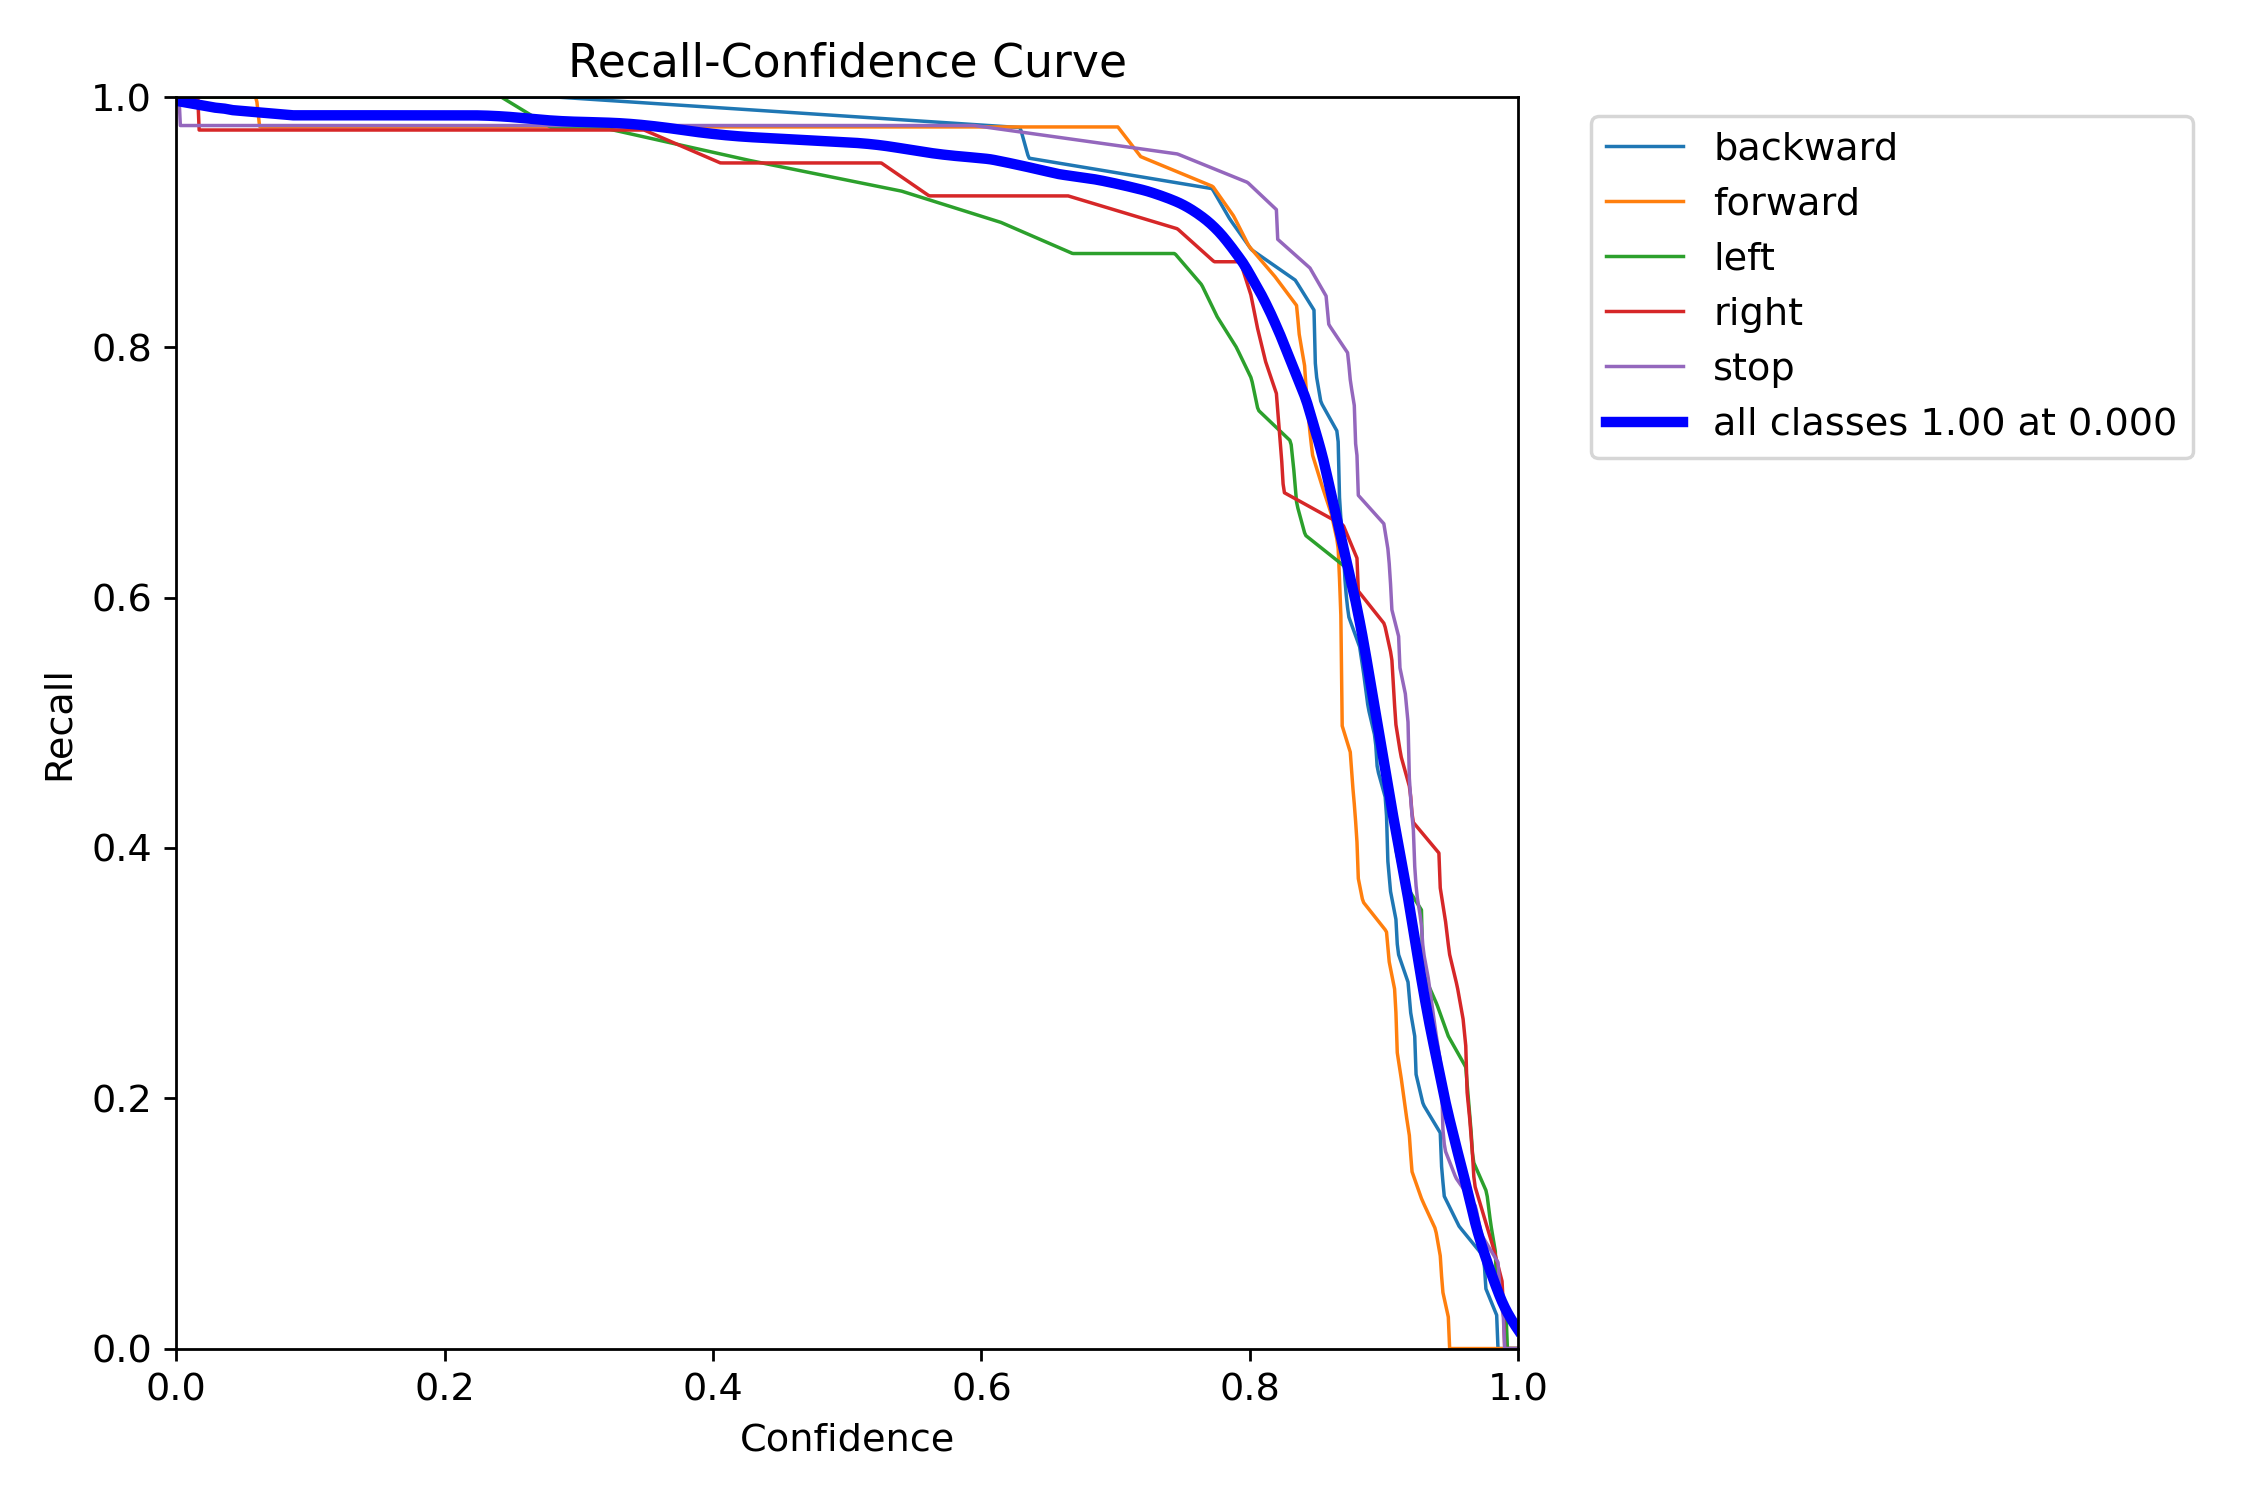 Recall-Confidence Curve
1.0
0.8
0.6
0.4
0.2
0.0
Recall
0.0 0.2 0.4 0.6 0.8 1.0
Confidence
backward
forward
left
right
stop
all classes 1.00 at 0.000